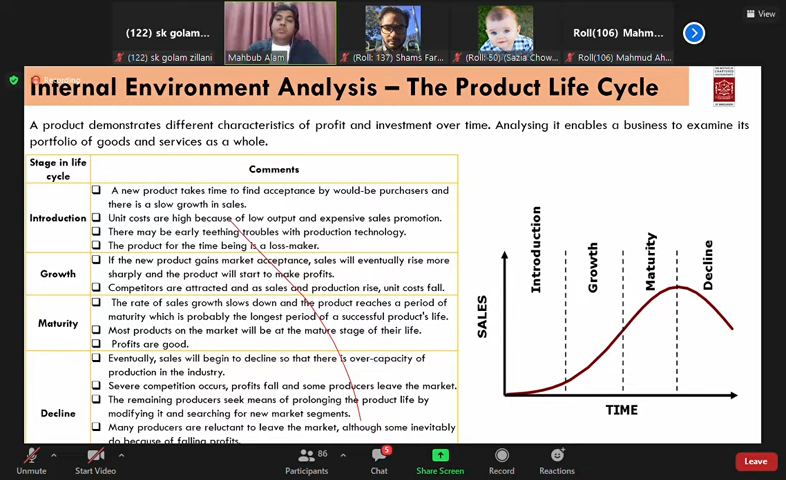 View
(122) sk golam...
Roll(106) Mahm...
(122) sk golam zillani
Mahbub Alam
(Roll: 137) Shams Far...
(Roll: 50) (Sazia Chow...
Roll(106) Mahmud Ah...
Recording
Internal Environment Analysis – The Product Life Cycle
A product demonstrates different characteristics of profit and investment over time. Analysing it enables a business to examine its
portfolio of goods and services as a whole.
Stage in life
cycle
Comments
Introduction
A new product takes time to find acceptance by would-be purchasers and
there is a slow growth in sales.
Unit costs are high because of low output and expensive sales promotion.
There may be early teething troubles with production technology.
The product for the time being is a loss-maker.
Growth
If the new product gains market acceptance, sales will eventually rise more
sharply and the product will start to make profits.
Competitors are attracted and as sales and production rise, unit costs fall.
Maturity
The rate of sales growth slows down and the product reaches a period of
maturity which is probably the longest period of a successful product's life.
Most products on the market will be at the mature stage of their life.
Profits are good.
Decline
Eventually, sales will begin to decline so that there is over-capacity of
production in the industry.
Severe competition occurs, profits fall and some producers leave the market.
The remaining producers seek means of prolonging the product life by
modifying it and searching for new market segments.
Many producers are reluctant to leave the market, although some inevitably
do because of falling profits.
Introduction
Growth
Maturity
Decline
SALES
TIME
Unmute
Start Video
86
Participants
5
Chat
Share Screen
Record
Reactions
Leave